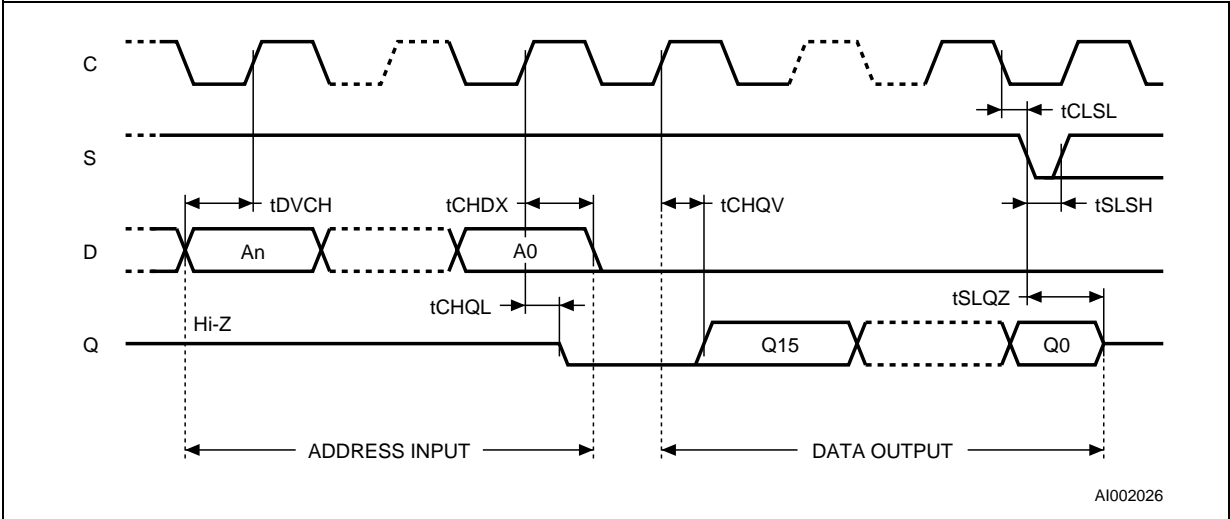 C
tCLSL
S
tDVCH
tCHDX
tCHQV
tSLSH
D
An
A0
tCHQL
tSLQZ
Hi-Z
Q
Q15
Q0
ADDRESS INPUT
DATA OUTPUT
AI002026